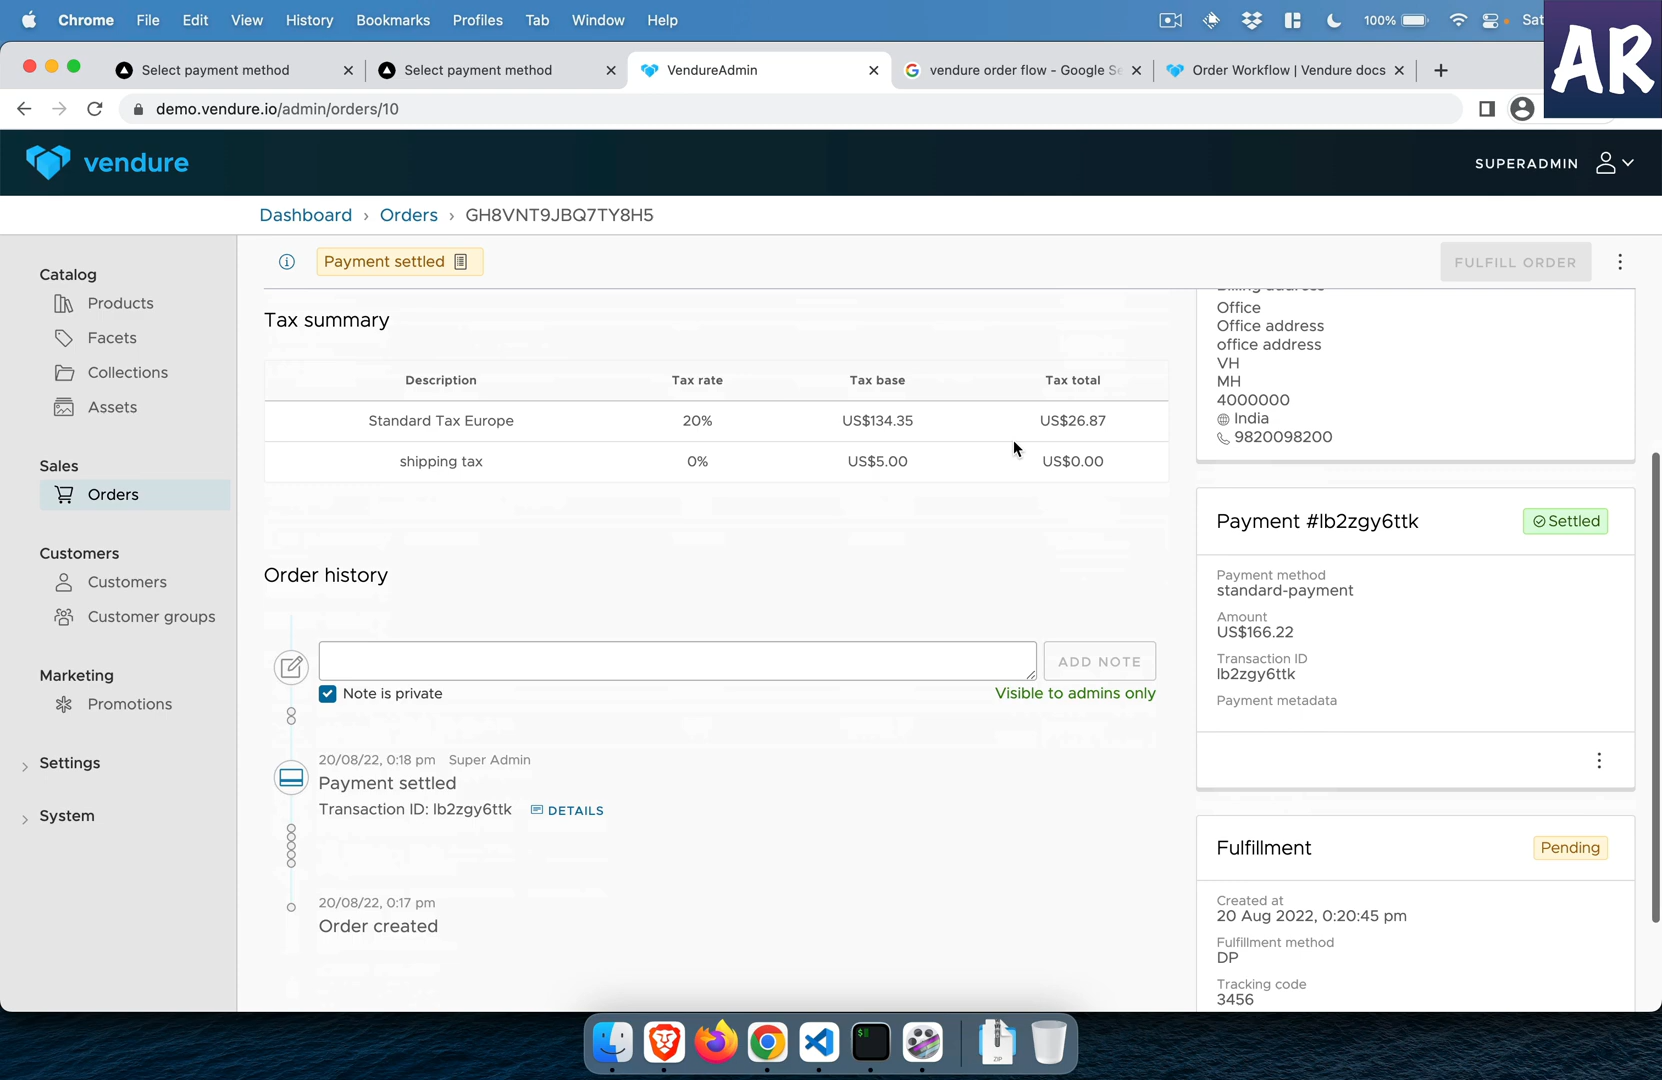 Chrome File Edit View History Bookmarks Profiles Tab Window Help 100% Sat
AR
Select payment method Select payment method VendureAdmin vendure order flow - Google Se Order Workflow | Vendure docs
demo.vendure.io/admin/orders/10
vendure
SUPERADMIN
Dashboard › Orders › GH8VNT9JBQ7TY8H5
Payment settled
FULFILL ORDER
Catalog
Products
Facets
Collections
Assets
Sales
Orders
Customers
Customers
Customer groups
Marketing
Promotions
Settings
System
Tax summary
Description Tax rate Tax base Tax total
Standard Tax Europe 20% US$134.35 US$26.87
shipping tax 0% US$5.00 US$0.00
Order history
ADD NOTE
Note is private
Visible to admins only
20/08/22, 0:18 pm Super Admin
Payment settled
Transaction ID: lb2zgy6ttk DETAILS
20/08/22, 0:17 pm
Order created
Billing address
Office
Office address
office address
VH
MH
4000000
India
9820098200
Payment #lb2zgy6ttk
Settled
Payment method
standard-payment
Amount
US$166.22
Transaction ID
lb2zgy6ttk
Payment metadata
Fulfillment
Pending
Created at
20 Aug 2022, 0:20:45 pm
Fulfillment method
DP
Tracking code
3456
ZIP